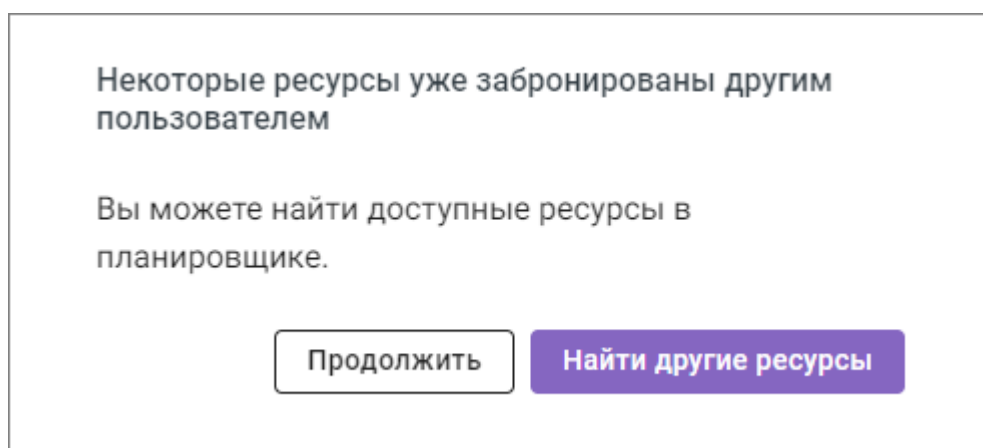 Некоторые ресурсы уже забронированы другим
пользователем
Вы можете найти доступные ресурсы в
планировщике.
Продолжить
Найти другие ресурсы